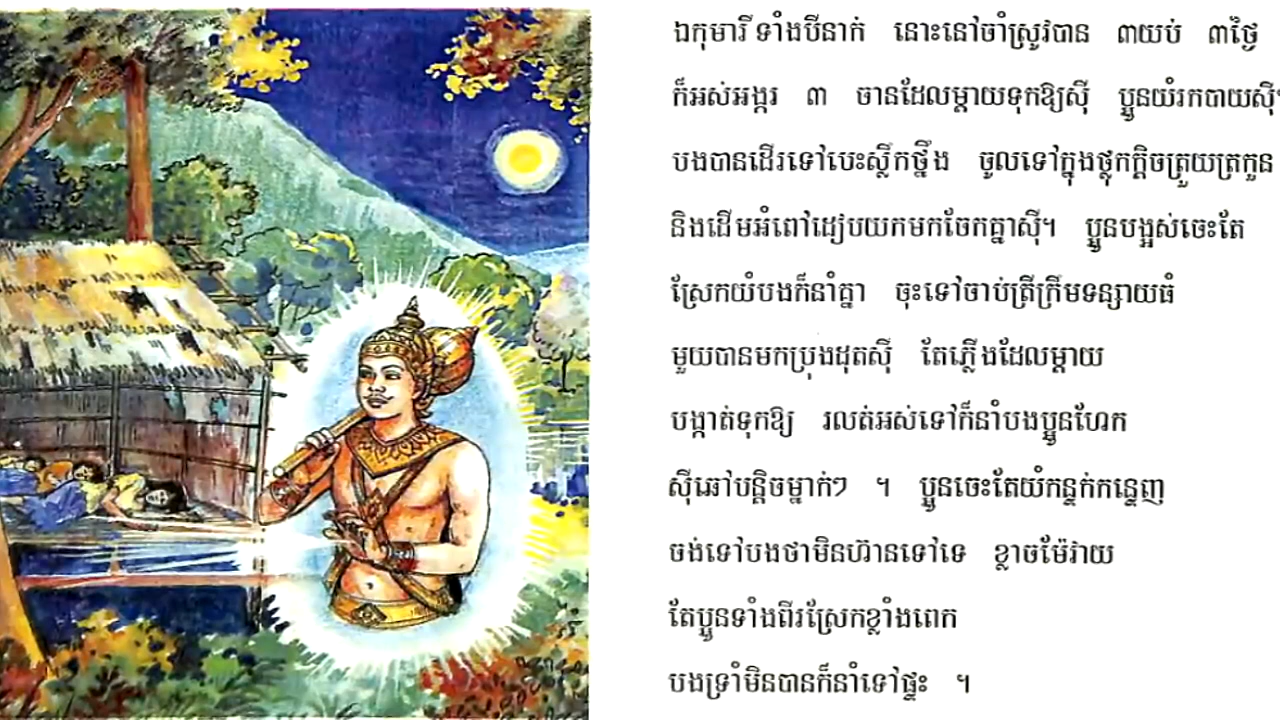 ឯកុមារីទាំងបីនាក់ នោះនៅចាំស្រូវបាន ៣យប់ ៣ថ្ងៃ
ក៏អស់អង្ករ ៣ ចានដែលម្ដាយទុកឱ្យស៊ី ប្អូនយំរកបាយស៊ី។
បងបានដើរទៅបេះស្លឹកថ្នឹង ចូលទៅក្នុងថ្លុកក្ដិចត្រួយត្រកួន
និងដើមអំពៅដៀបយកមកចែកគ្នាស៊ី។ ប្អូនបង្អស់ចេះតែ
ស្រែកយំបងក៏នាំគ្នា ចុះទៅចាប់ត្រីក្រឹមទន្សាយធំ
មួយបានមកប្រុងដុតស៊ី តែភ្លើងដែលម្ដាយ
បង្កាត់ទុកឱ្យ រលត់អស់ទៅក៏នាំបងប្អូនហែក
ស៊ីឆៅបន្តិចម្នាក់ៗ ។ ប្អូនចេះតែយំកន្ទក់កន្ទេញ
ចង់ទៅបងថាមិនហ៊ានទៅទេ ខ្លាចម៉ែវាយ
តែប្អូនទាំងពីរស្រែកខ្លាំងពេក
បងទ្រាំមិនបានក៏នាំទៅផ្ទះ ។